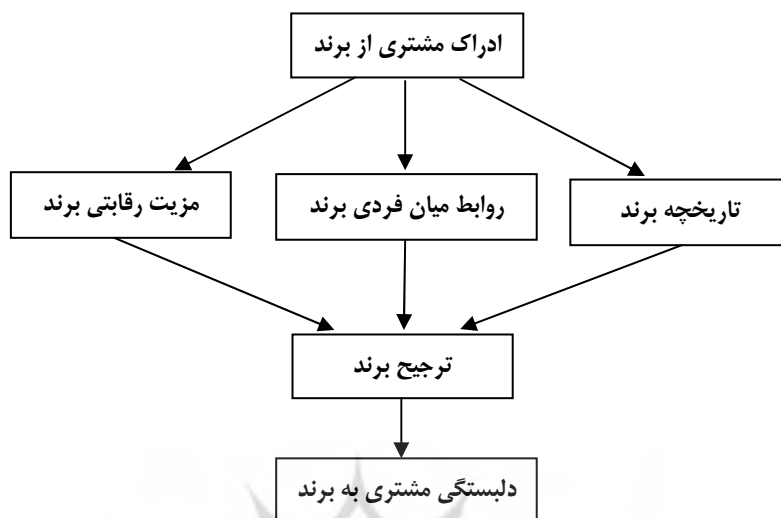 ادراک مشتری از برند
تاریخچه برند
روابط میان فردی برند
مزیت رقابتی برند
ترجیح برند
دلبستگی مشتری به برند